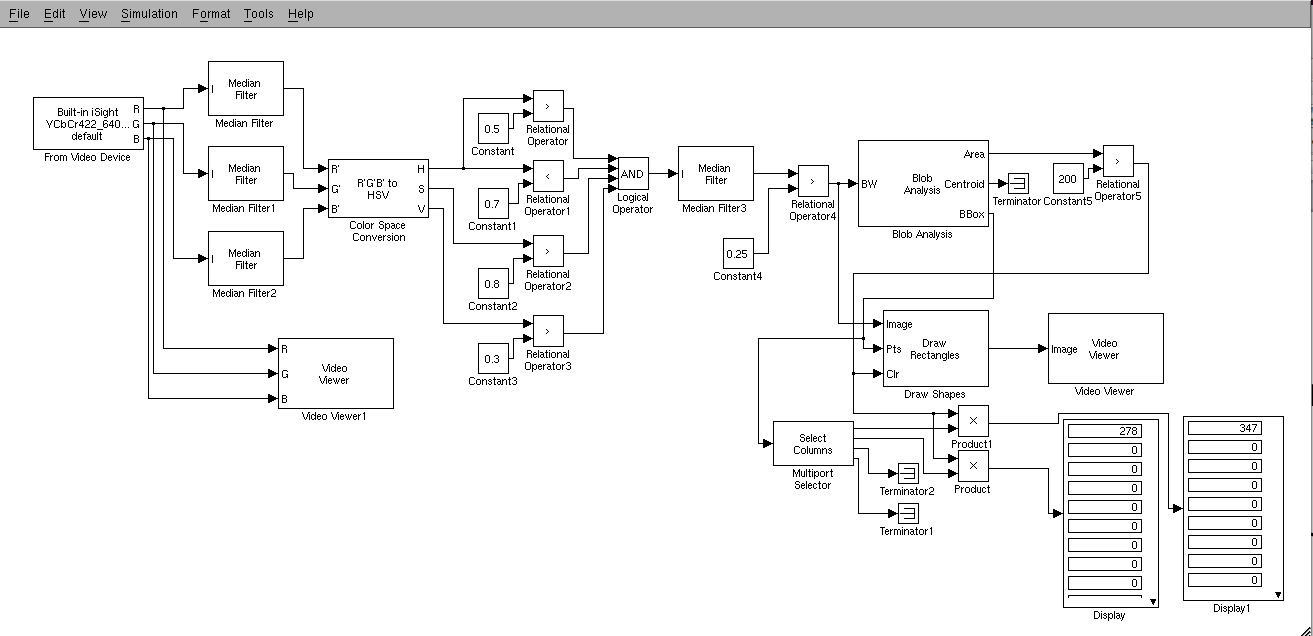 File Edit View Simulation Format Tools Help
Built-in iSight
YCbCr422_640...
default
R
G
B
From Video Device
I
Median
Filter
Median Filter
I
Median
Filter
Median Filter1
I
Median
Filter
Median Filter2
R'
G'
B'
R'G'B' to
HSV
H
S
V
Color Space
Conversion
R
G
B
Video
Viewer
Video Viewer1
>
Relational
Operator
0.5
Constant
<
Relational
Operator1
0.7
Constant1
>
Relational
Operator2
0.8
Constant2
>
Relational
Operator3
0.3
Constant3
AND
Logical
Operator
I
Median
Filter
Median Filter3
>
Relational
Operator4
0.25
Constant4
BW
Blob
Analysis
Area
Centroid
BBox
Blob Analysis
Terminator
200
Constant5
>
Relational
Operator5
Image
Pts
Clr
Draw
Rectangles
Draw Shapes
Image
Video
Viewer
Video Viewer
Select
Columns
Multiport
Selector
×
Product1
×
Product
Terminator2
Terminator1
278
0
0
0
0
0
0
0
0
Display
347
0
0
0
0
0
0
0
0
Display1